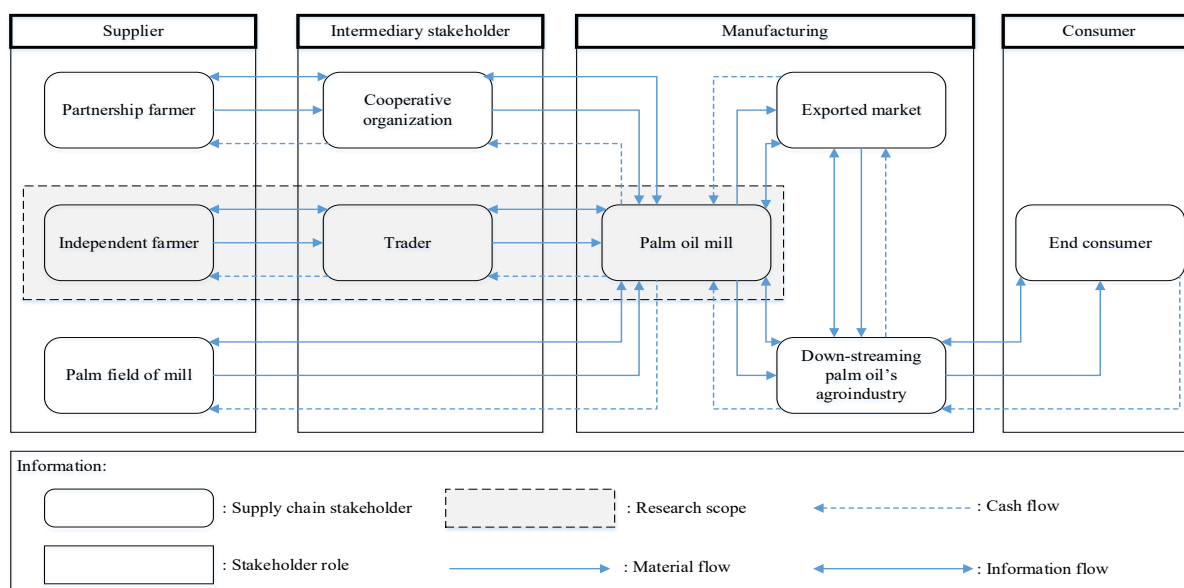 Supplier
Intermediary stakeholder
Manufacturing
Consumer
Partnership farmer
Cooperative
organization
Exported market
Independent farmer
Trader
Palm oil mill
End consumer
Palm field of mill
Down-streaming
palm oil's
agroindustry
Information:
: Supply chain stakeholder
: Research scope
: Cash flow
: Stakeholder role
: Material flow
: Information flow